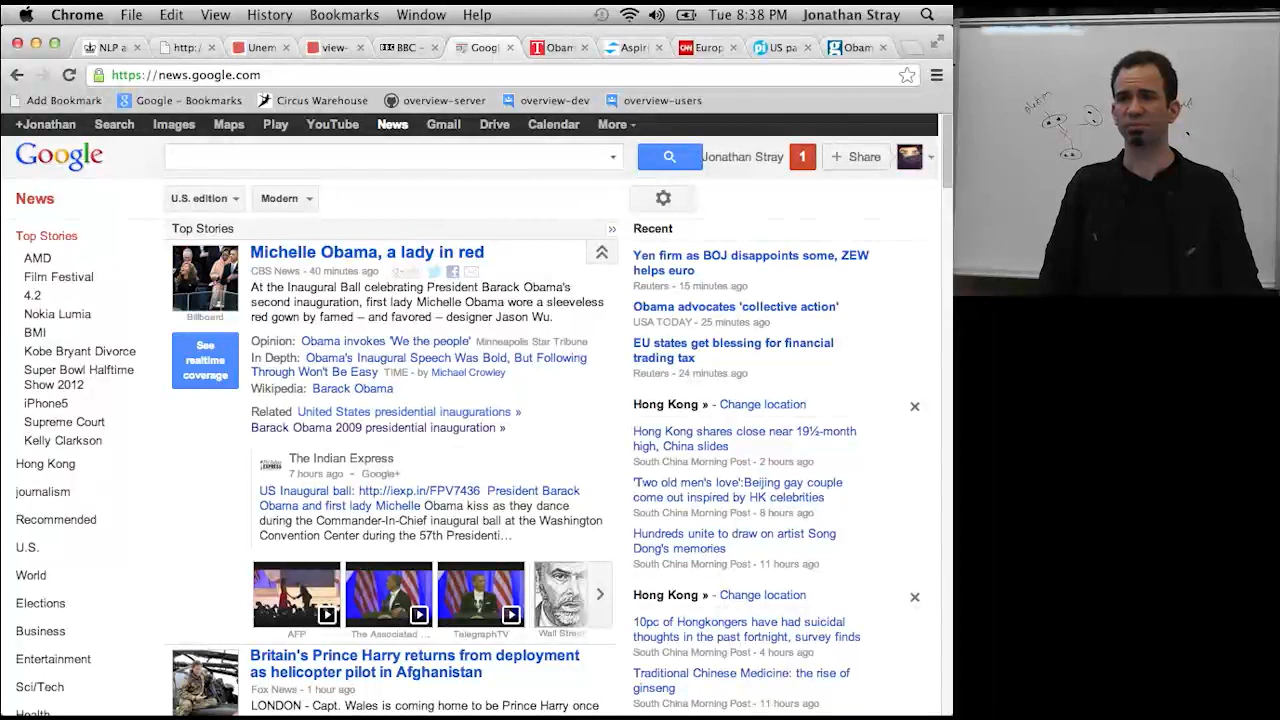 Chrome File Edit View History Bookmarks Window Help Tue 8:38 PM Jonathan Stray
NLP a http: Unem view- BBC – Googl Obam Aspir CNN Europ pi US pa g Obam
https://news.google.com
Add Bookmark Google - Bookmarks Circus Warehouse overview-server overview-dev overview-users
+Jonathan Search Images Maps Play YouTube News Gmail Drive Calendar More
Google Jonathan Stray 1 + Share
News U.S. edition Modern
Top Stories
AMD
Film Festival
4.2
Nokia Lumia
BMI
Kobe Bryant Divorce
Super Bowl Halftime
Show 2012
iPhone5
Supreme Court
Kelly Clarkson
Hong Kong
journalism
Recommended
U.S.
World
Elections
Business
Entertainment
Sci/Tech
Health
Top Stories »
Michelle Obama, a lady in red
CBS News - 40 minutes ago
At the Inaugural Ball celebrating President Barack Obama's
second inauguration, first lady Michelle Obama wore a sleeveless
red gown by famed – and favored – designer Jason Wu.
Billboard
See
realtime
coverage
Opinion: Obama invokes 'We the people' Minneapolis Star Tribune
In Depth: Obama's Inaugural Speech Was Bold, But Following
Through Won't Be Easy TIME - by Michael Crowley
Wikipedia: Barack Obama
Related United States presidential inaugurations »
Barack Obama 2009 presidential inauguration »
The Indian Express
7 hours ago - Google+
US Inaugural ball: http://iexp.in/FPV7436 President Barack
Obama and first lady Michelle Obama kiss as they dance
during the Commander-In-Chief inaugural ball at the Washington
Convention Center during the 57th Presidenti…
AFP The Associated ... TelegraphTV Wall Stree
Britain's Prince Harry returns from deployment
as helicopter pilot in Afghanistan
Fox News - 1 hour ago
LONDON - Capt. Wales is coming home to be Prince Harry once
Recent
Yen firm as BOJ disappoints some, ZEW
helps euro
Reuters - 15 minutes ago
Obama advocates 'collective action'
USA TODAY - 25 minutes ago
EU states get blessing for financial
trading tax
Reuters - 24 minutes ago
Hong Kong » - Change location
Hong Kong shares close near 19½-month
high, China slides
South China Morning Post - 2 hours ago
'Two old men's love':Beijing gay couple
come out inspired by HK celebrities
South China Morning Post - 8 hours ago
Hundreds unite to draw on artist Song
Dong's memories
South China Morning Post - 11 hours ago
Hong Kong » - Change location
10pc of Hongkongers have had suicidal
thoughts in the past fortnight, survey finds
South China Morning Post - 4 hours ago
Traditional Chinese Medicine: the rise of
ginseng
South China Morning Post - 11 hours ago